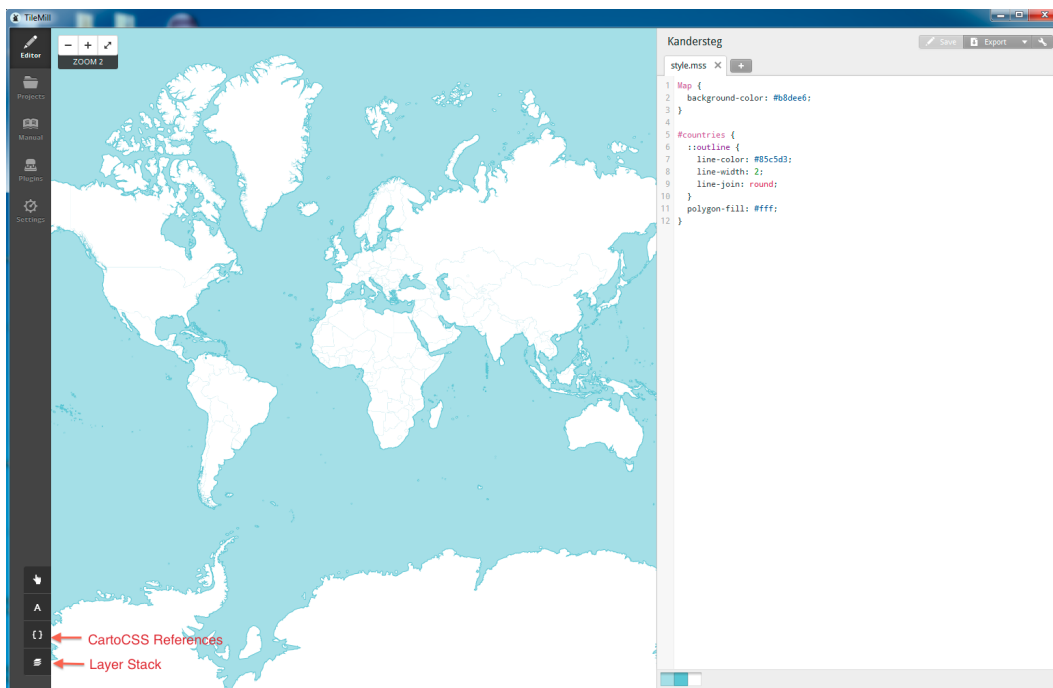 TileMill
Editor
Projects
Manual
Plugins
Settings
ZOOM 2
A
{ }
CartoCSS References
Layer Stack
Kandersteg
Save
Export
style.mss
1 Map {
2 background-color: #b8dee6;
3 }
4
5 #countries {
6 ::outline {
7 line-color: #85c5d3;
8 line-width: 2;
9 line-join: round;
10 }
11 polygon-fill: #fff;
12 }